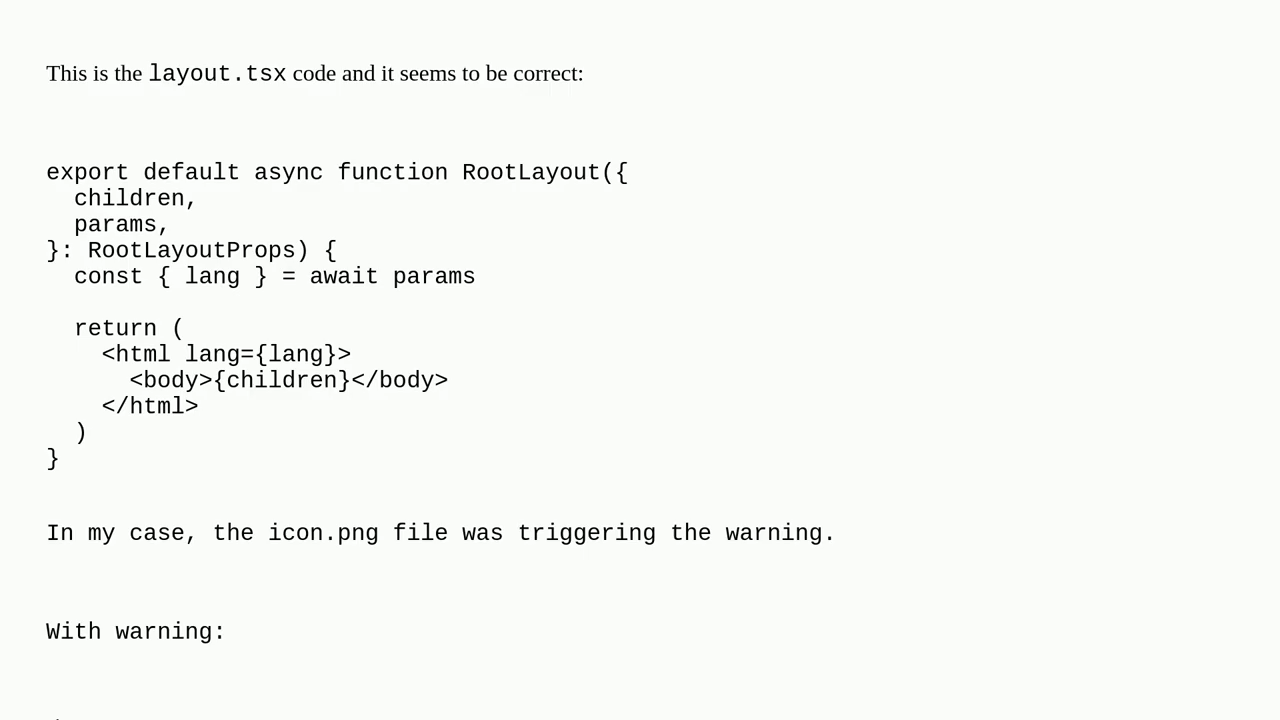 This is the layout.tsx code and it seems to be correct:
export default async function RootLayout({
  children,
  params,
}: RootLayoutProps) {
  const { lang } = await params
  return (
    <html lang={lang}>
      <body>{children}</body>
    </html>
  )
}
In my case, the icon.png file was triggering the warning.
With warning: